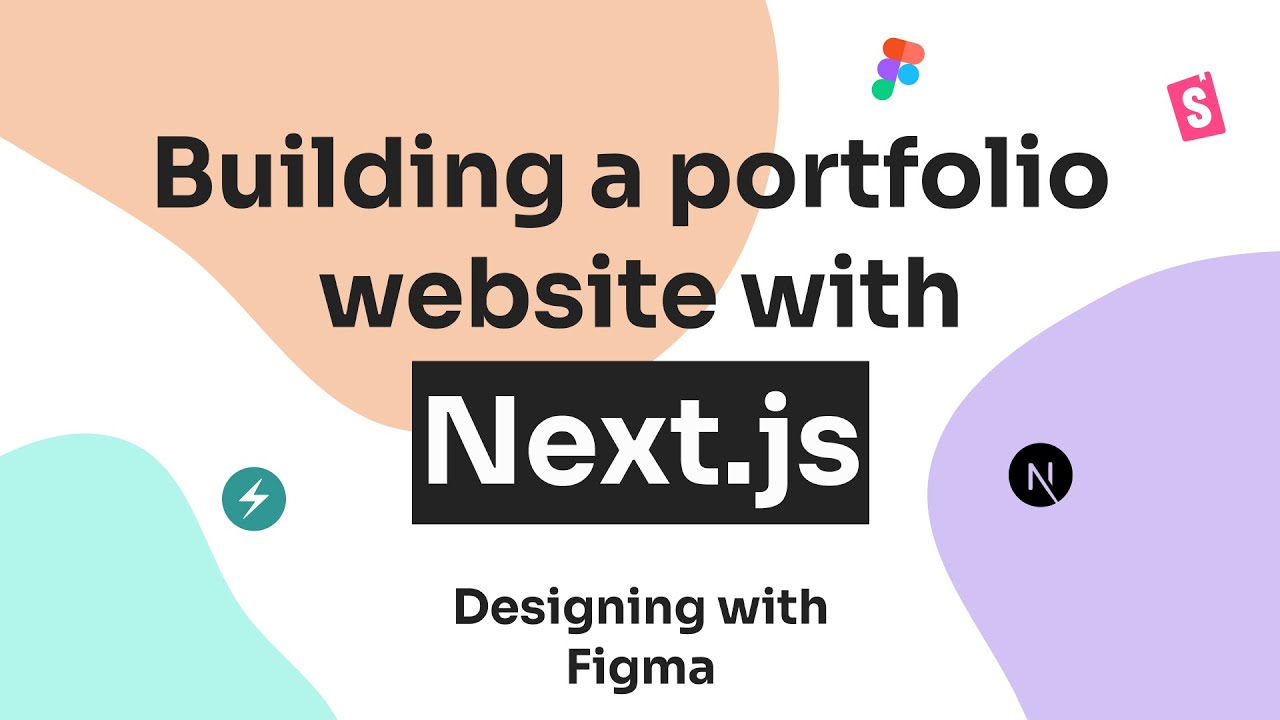 Building a portfolio
website with
Next.js
Designing with
Figma